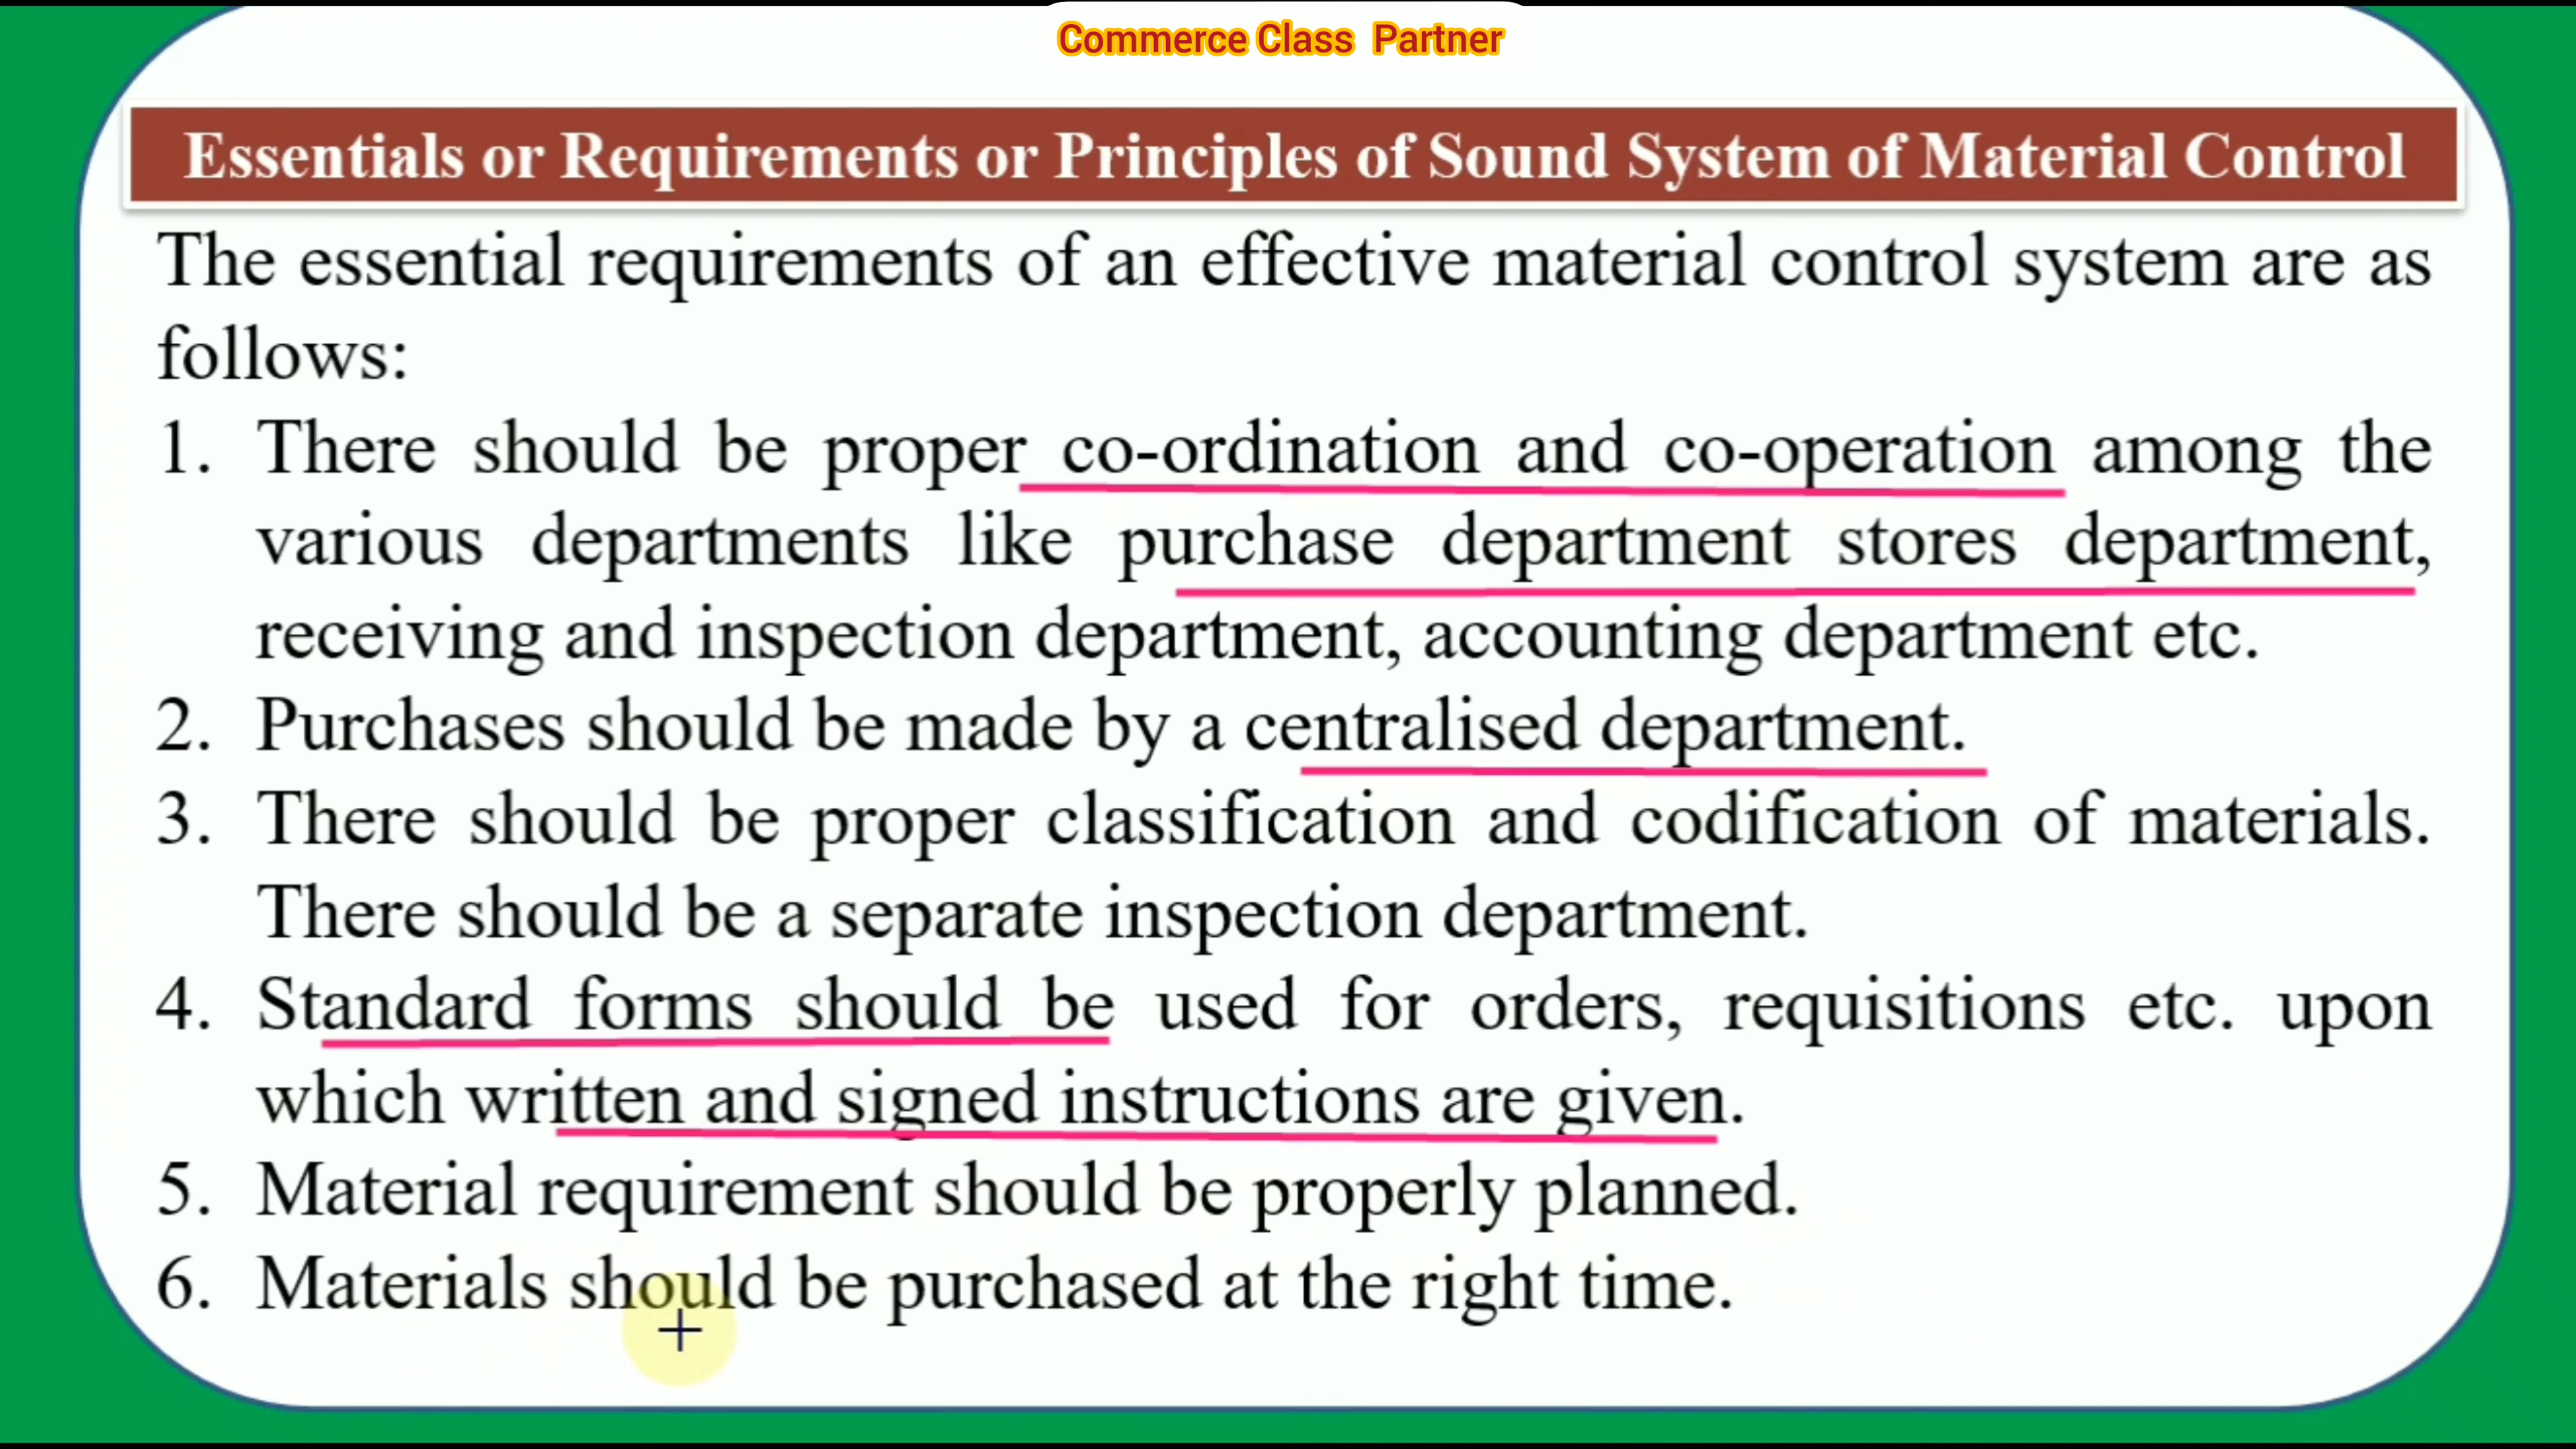 Commerce Class Partner
Essentials or Requirements or Principles of Sound System of Material Control
The essential requirements of an effective material control system are as
follows:
1. There should be proper co-ordination and co-operation among the
various departments like purchase department stores department,
receiving and inspection department, accounting department etc.
2. Purchases should be made by a centralised department.
3. There should be proper classification and codification of materials.
There should be a separate inspection department.
4. Standard forms should be used for orders, requisitions etc. upon
which written and signed instructions are given.
5. Material requirement should be properly planned.
6. Materials should be purchased at the right time.